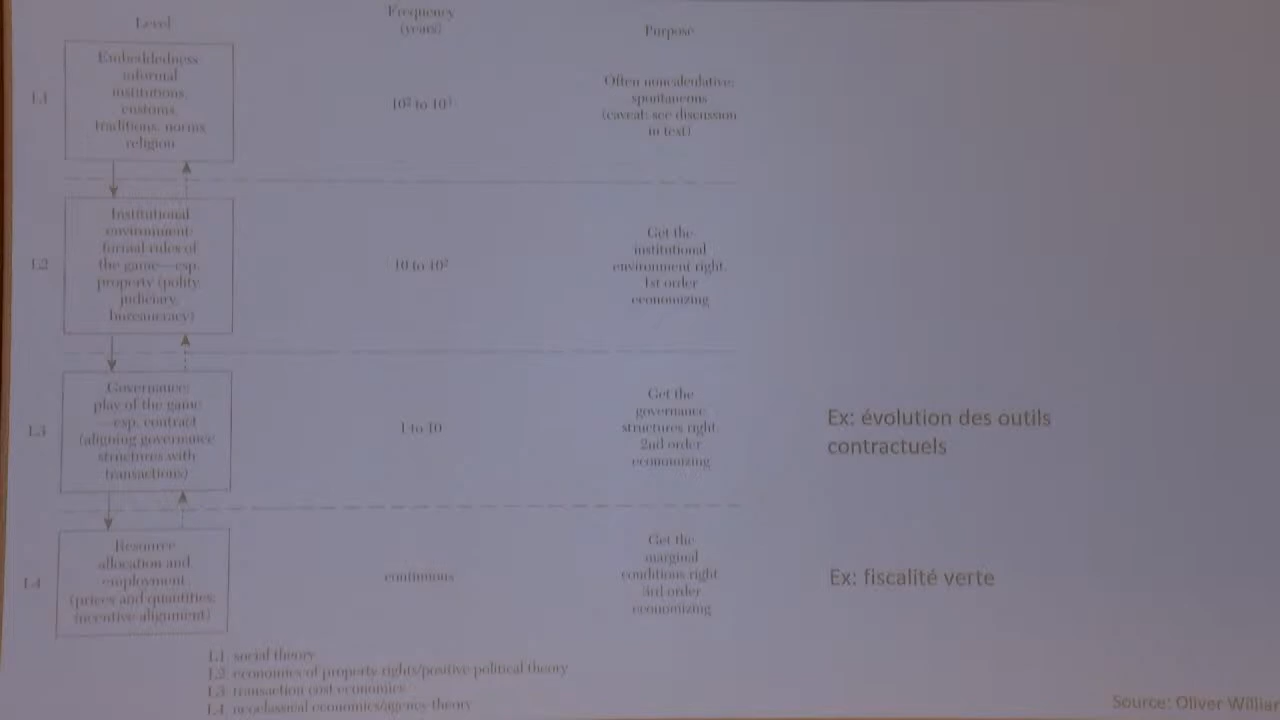 Level
Frequency
(years)
Purpose
L1
Embeddedness:
informal
institutions,
customs,
traditions, norms
religion
10² to 10³
Often noncalculative;
spontaneous
(caveat: see discussion
in text)
L2
Institutional
environment:
formal rules of
the game—esp.
property (polity,
judiciary,
bureaucracy)
10 to 10²
Get the
institutional
environment right.
1st order
economizing
L3
Governance:
play of the game
—esp. contract
(aligning governance
structures with
transactions)
1 to 10
Get the
governance
structures right.
2nd order
economizing
Ex: évolution des outils
contractuels
L4
Resource
allocation and
employment
(prices and quantities;
incentive alignment)
continuous
Get the
marginal
conditions right.
3rd order
economizing
Ex: fiscalité verte
L1: social theory
L2: economics of property rights/positive political theory
L3: transaction cost economics
L4: neoclassical economics/agency theory
Source: Oliver Williar